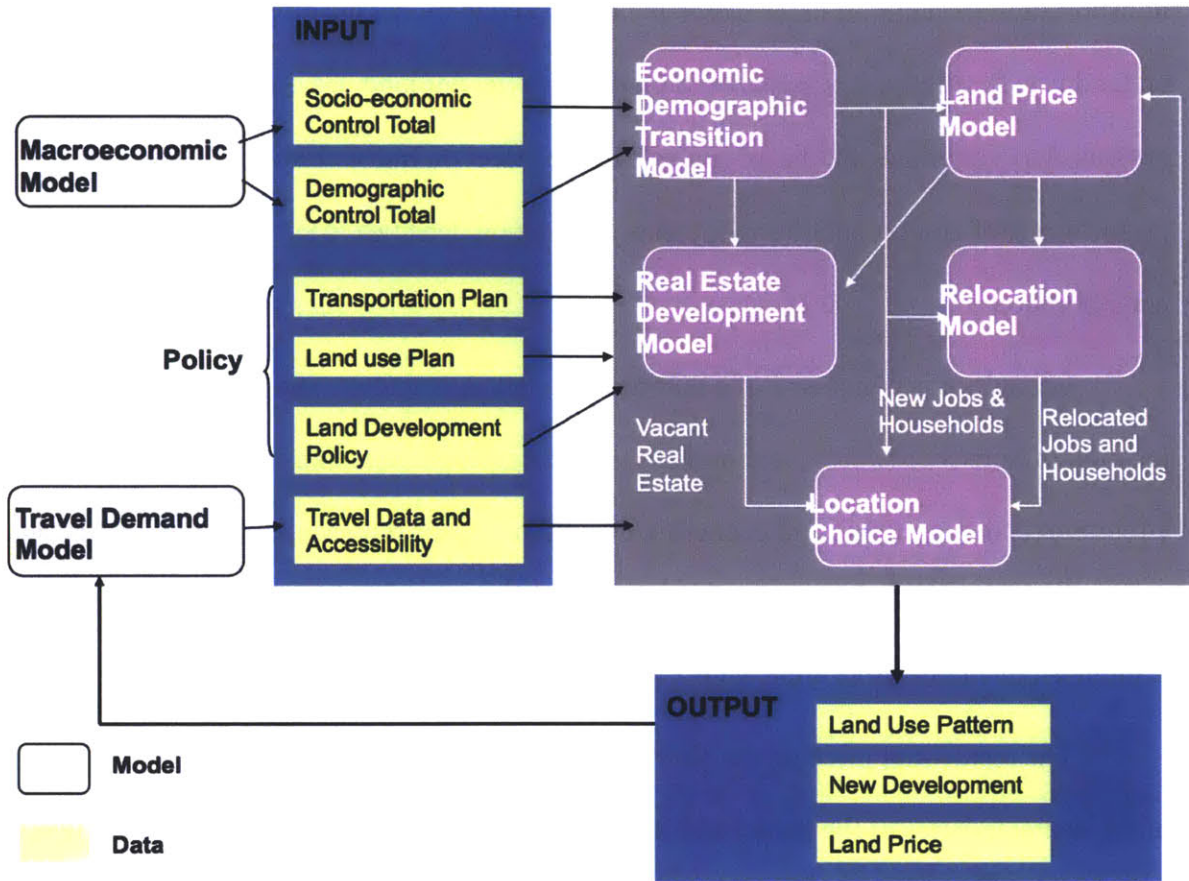 INPUT
Socio-economic
Control Total
Macroeconomic
Model
Demographic
Control Total
Transportation Plan
Policy
Land use Plan
Land Development
Policy
Travel Demand
Model
Travel Data and
Accessibility
Economic
Demographic
Transition
Model
Land Price
Model
Real Estate
Development
Model
Relocation
Model
Vacant
Real
Estate
New Jobs &
Households
Relocated
Jobs and
Households
Location
Choice Model
OUTPUT
Land Use Pattern
New Development
Land Price
Model
Data